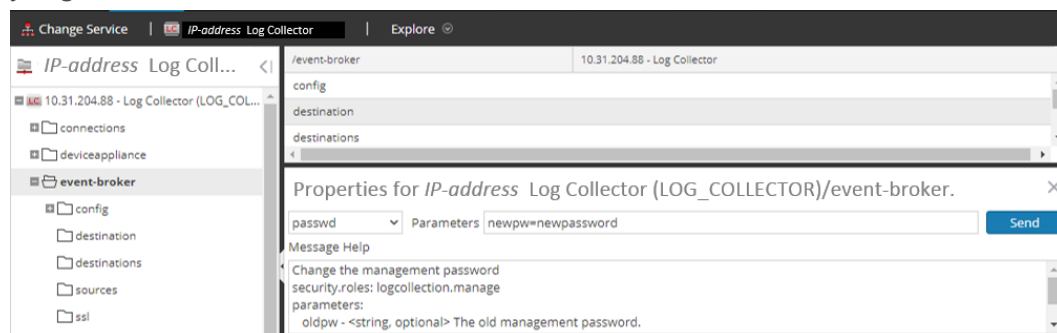 Change Service | LC IP-address Log Collector | Explore
IP-address Log Coll...
/event-broker 10.31.204.88 - Log Collector
config
destination
destinations
LC 10.31.204.88 - Log Collector (LOG_COL...
connections
deviceappliance
event-broker
config
destination
destinations
sources
ssl
Properties for IP-address Log Collector (LOG_COLLECTOR)/event-broker.
passwd Parameters newpw=newpassword Send
Message Help
Change the management password
security.roles: logcollection.manage
parameters:
oldpw - <string, optional> The old management password.